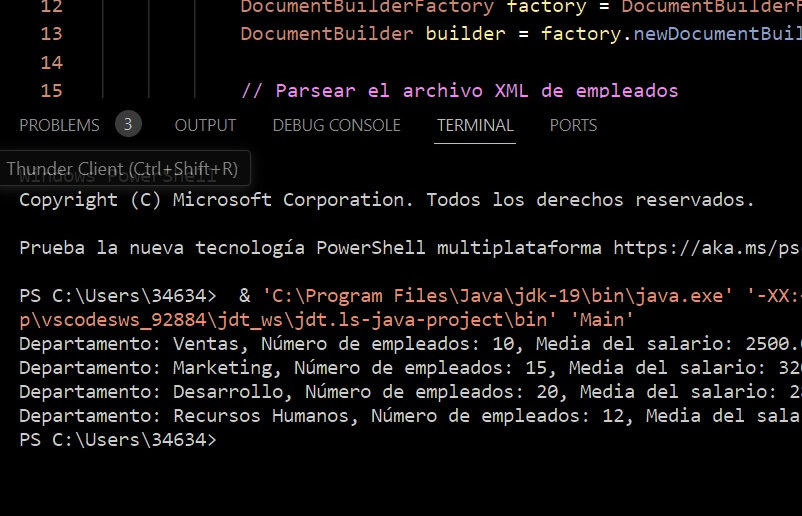 12 DocumentBuilderFactory factory = DocumentBuilderF
13 DocumentBuilder builder = factory.newDocumentBuil
14
15 // Parsear el archivo XML de empleados
PROBLEMS 3 OUTPUT DEBUG CONSOLE TERMINAL PORTS
Thunder Client (Ctrl+Shift+R)
Windows PowerShell
Copyright (C) Microsoft Corporation. Todos los derechos reservados.
Prueba la nueva tecnología PowerShell multiplataforma https://aka.ms/ps
PS C:\Users\34634>  & 'C:\Program Files\Java\jdk-19\bin\java.exe' '-XX:
p\vscodesws_92884\jdt_ws\jdt.ls-java-project\bin' 'Main'
Departamento: Ventas, Número de empleados: 10, Media del salario: 2500.
Departamento: Marketing, Número de empleados: 15, Media del salario: 32
Departamento: Desarrollo, Número de empleados: 20, Media del salario: 2
Departamento: Recursos Humanos, Número de empleados: 12, Media del sala
PS C:\Users\34634>